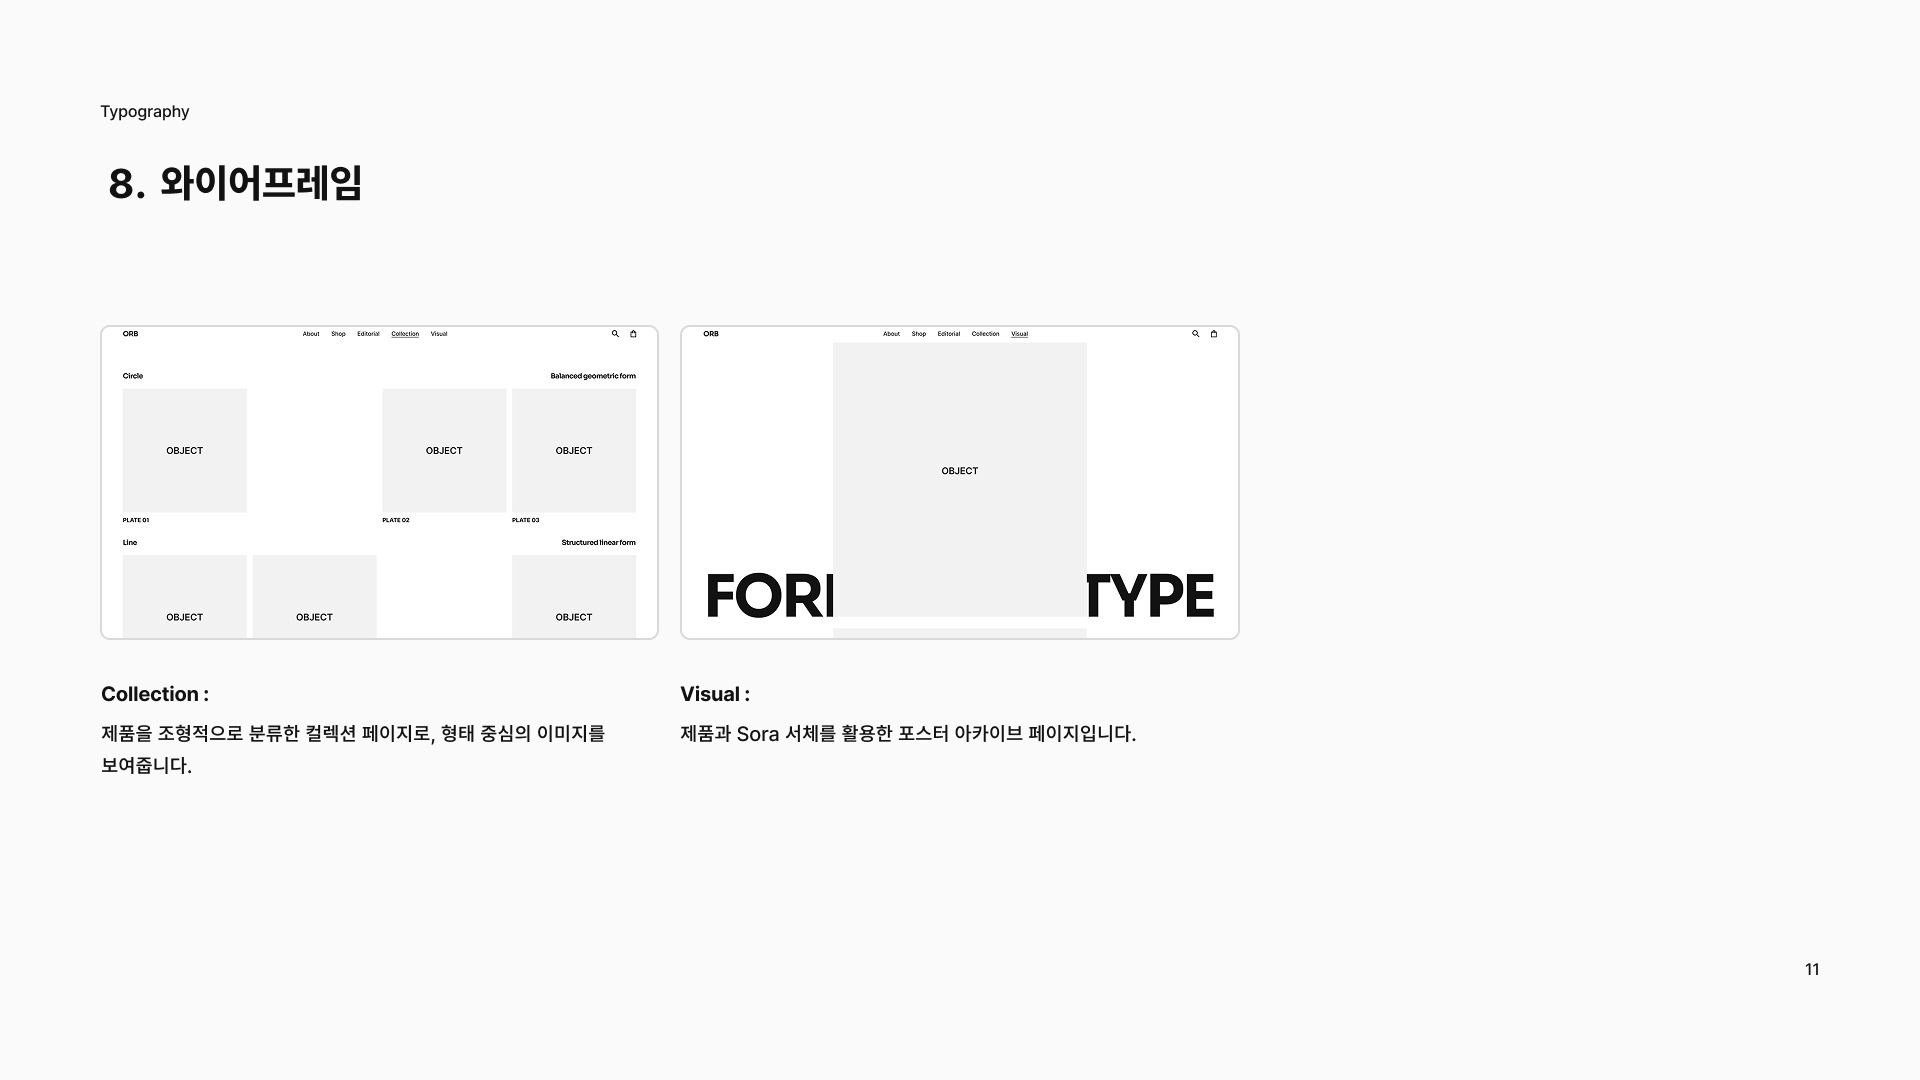 Typography
8. 와이어프레임
ORB
About Shop Editorial Collection Visual
Circle
Balanced geometric form
OBJECT
OBJECT
OBJECT
PLATE 01
PLATE 02
PLATE 03
Line
Structured linear form
OBJECT
OBJECT
OBJECT
ORB
About Shop Editorial Collection Visual
OBJECT
FOR TYPE
Collection :
제품을 조형적으로 분류한 컬렉션 페이지로, 형태 중심의 이미지를
보여줍니다.
Visual :
제품과 Sora 서체를 활용한 포스터 아카이브 페이지입니다.
11